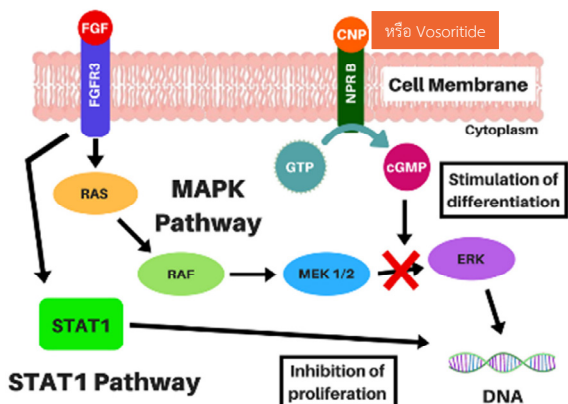 FGF
CNP
หรือ Vosoritide
FGFR3
NPR B
Cell Membrane
Cytoplasm
GTP
cGMP
RAS
MAPK
Pathway
Stimulation of
differentiation
RAF
MEK 1/2
ERK
STAT1
STAT1 Pathway
Inhibition of
proliferation
DNA